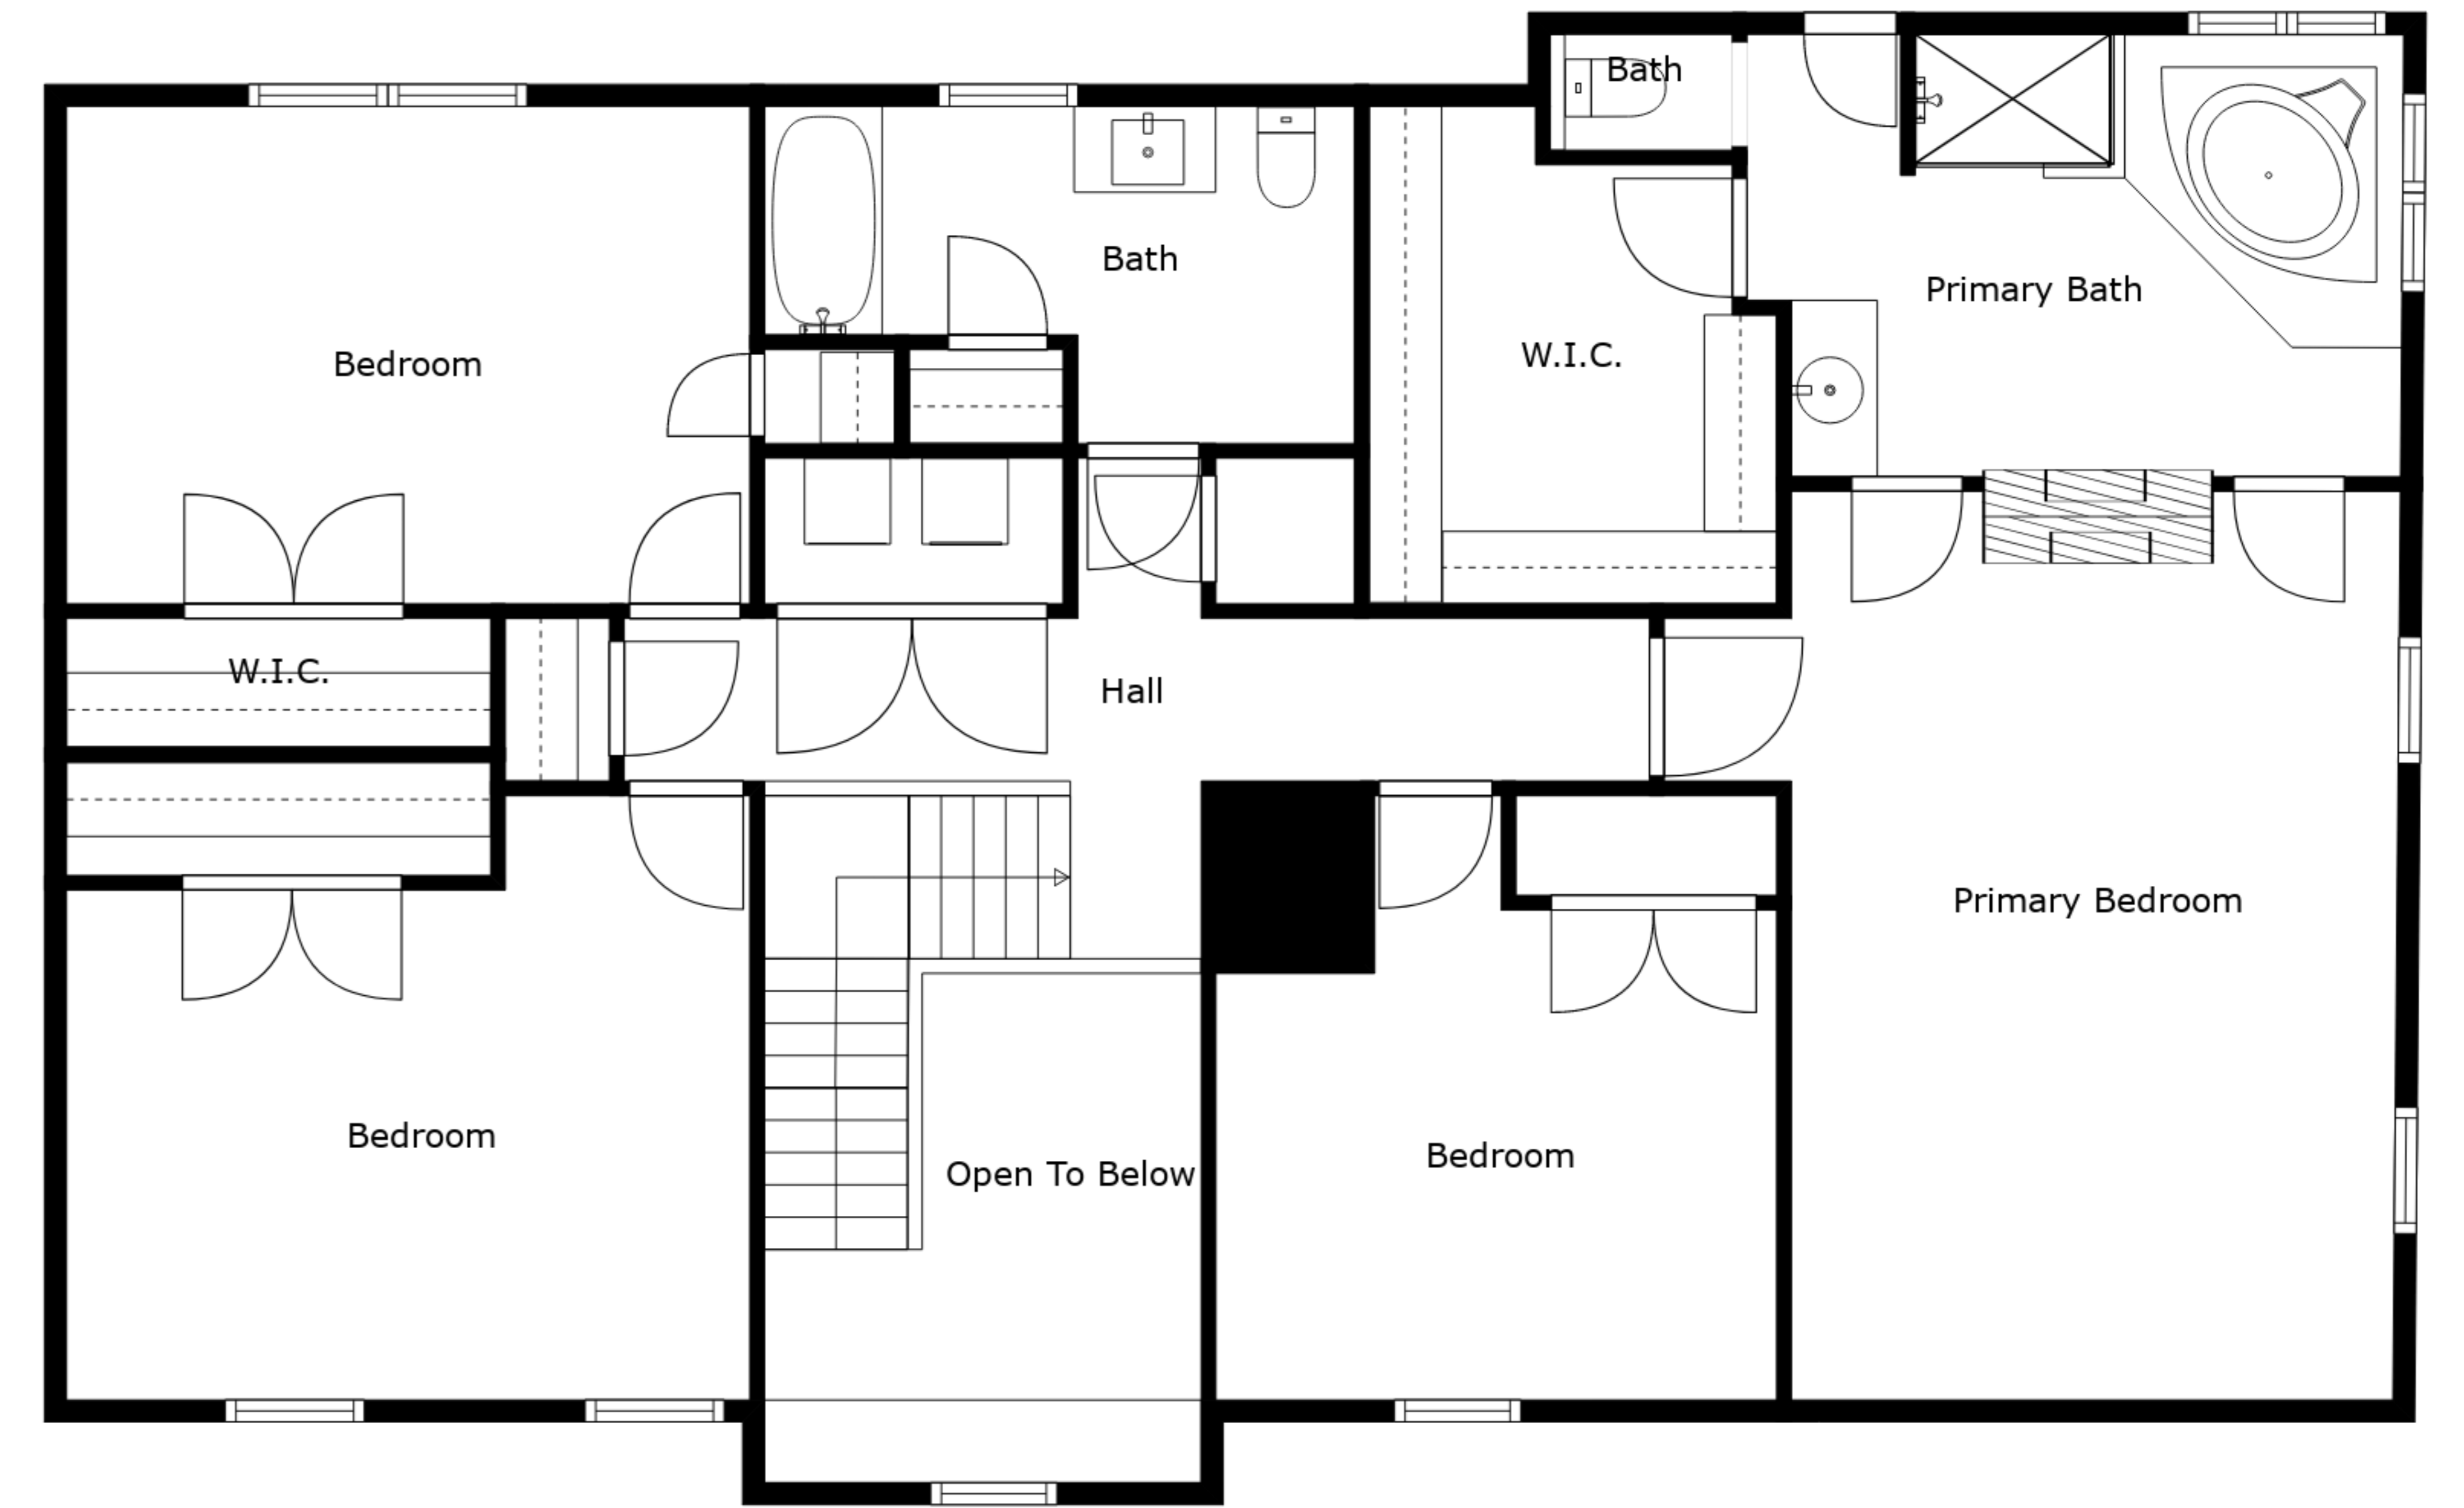 Bath
Bath
Primary Bath
Bedroom
W.I.C.
W.I.C.
Hall
Primary Bedroom
Bedroom
Open To Below
Bedroom